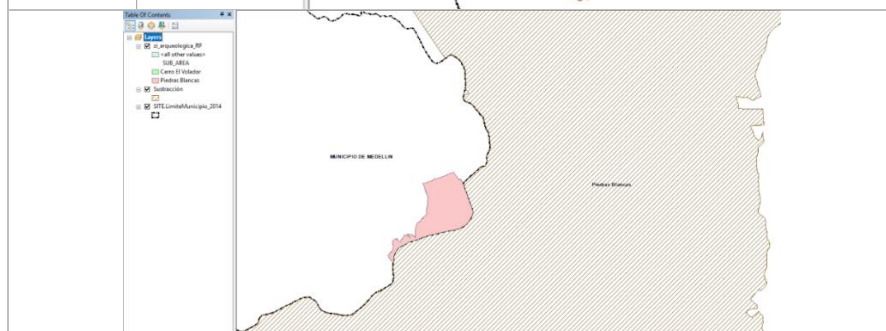 Table Of Contents
Layers
zi_arqueologica_RP
<all other values>
SUB_AREA
Cerro El Volador
Piedras Blancas
Sustracción
SITE.LimiteMunicipio_2014
MUNICIPIO DE MEDELLIN
Piedras Blancas